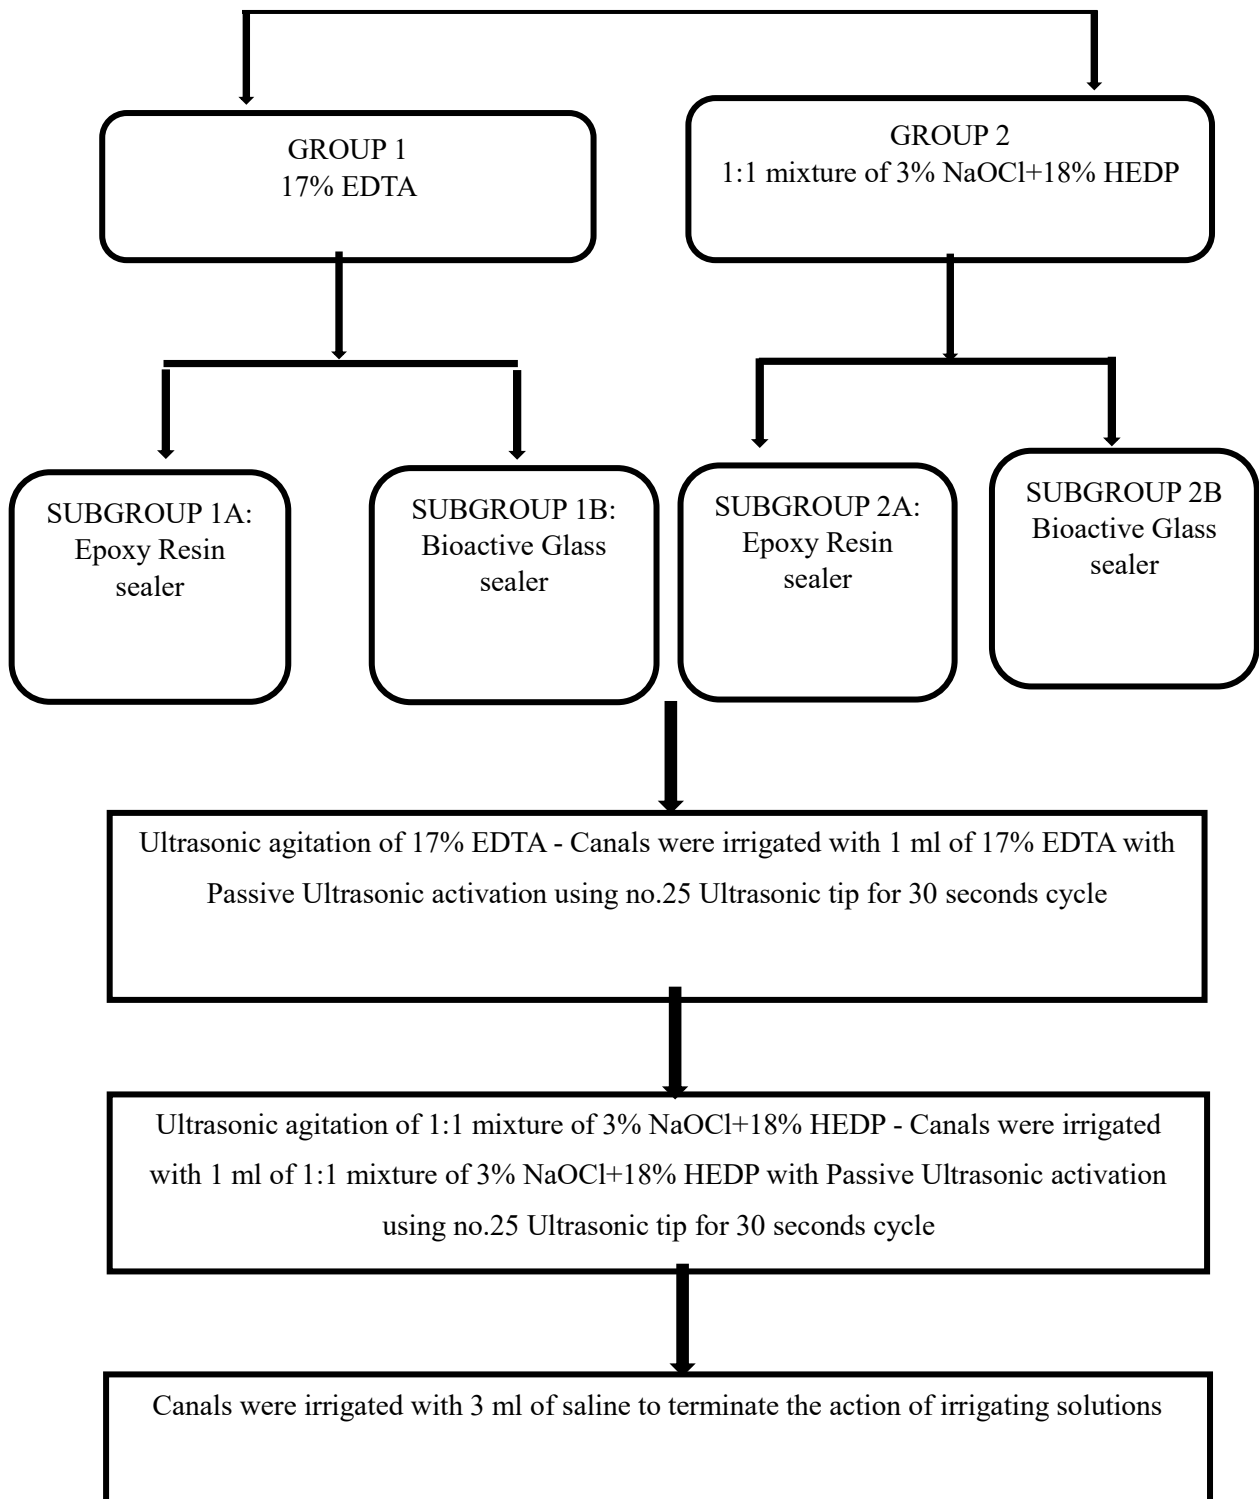 GROUP 1
17% EDTA
GROUP 2
1:1 mixture of 3% NaOCl+18% HEDP
SUBGROUP 1A:
Epoxy Resin
sealer
SUBGROUP 1B:
Bioactive Glass
sealer
SUBGROUP 2A:
Epoxy Resin
sealer
SUBGROUP 2B
Bioactive Glass
sealer
Ultrasonic agitation of 17% EDTA - Canals were irrigated with 1 ml of 17% EDTA with
Passive Ultrasonic activation using no.25 Ultrasonic tip for 30 seconds cycle
Ultrasonic agitation of 1:1 mixture of 3% NaOCl+18% HEDP - Canals were irrigated
with 1 ml of 1:1 mixture of 3% NaOCl+18% HEDP with Passive Ultrasonic activation
using no.25 Ultrasonic tip for 30 seconds cycle
Canals were irrigated with 3 ml of saline to terminate the action of irrigating solutions